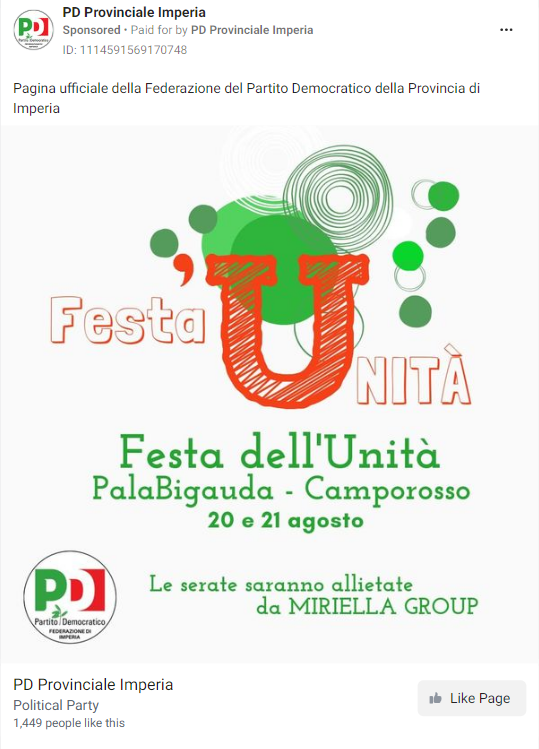 PD Provinciale Imperia
Sponsored • Paid for by PD Provinciale Imperia
ID: 1114591569170748
Pagina ufficiale della Federazione del Partito Democratico della Provincia di
Imperia
Festa'UNITÀ
Festa dell'Unità
PalaBigauda - Camporosso
20 e 21 agosto
Le serate saranno allietate
da MIRIELLA GROUP
PD
Partito Democratico
FEDERAZIONE DI
IMPERIA
PD Provinciale Imperia
Political Party
1,449 people like this
Like Page